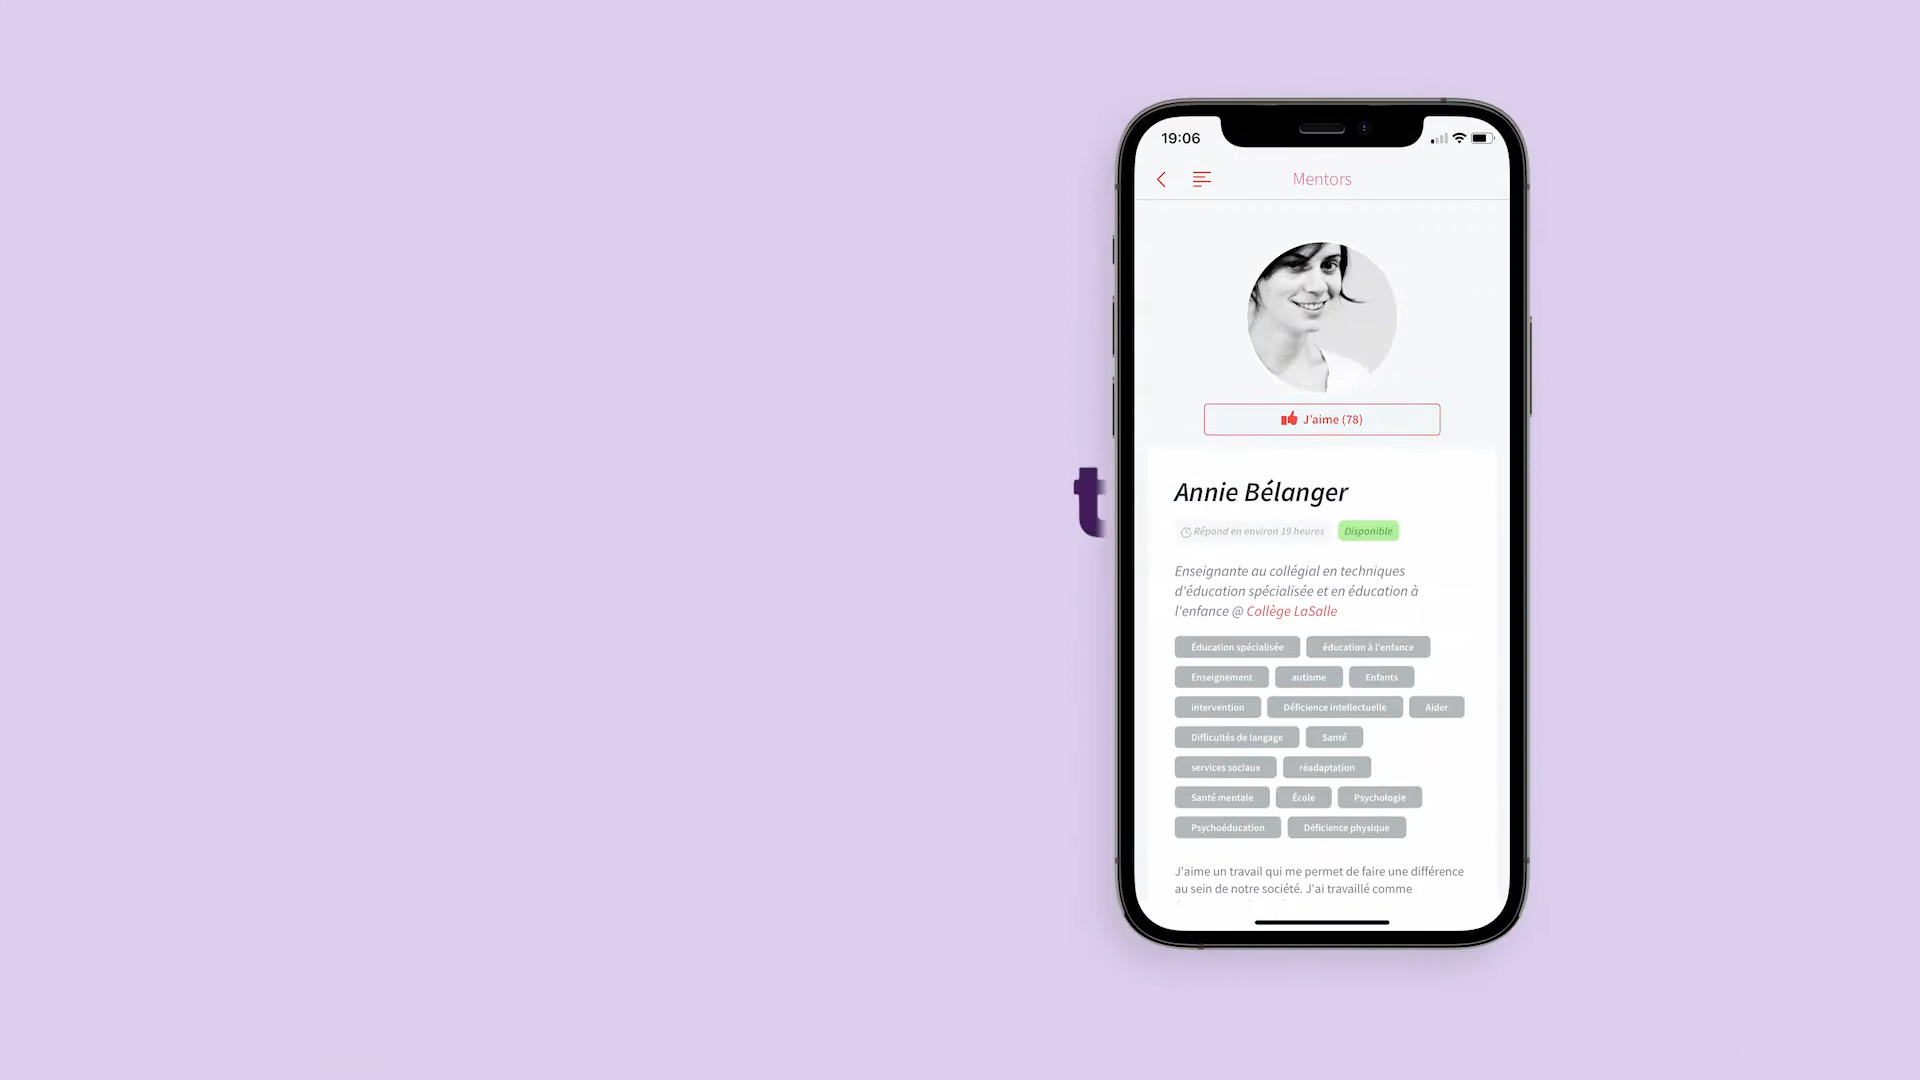 19:06
Mentors
J'aime (78)
t
Annie Bélanger
Répond en environ 19 heures Disponible
Enseignante au collégial en techniques
d'éducation spécialisée et en éducation à
l'enfance @ Collège LaSalle
Éducation spécialisée éducation à l'enfance
Enseignement autisme Enfants
intervention Déficience intellectuelle Aider
Difficultés de langage Santé
services sociaux réadaptation
Santé mentale École Psychologie
Psychoéducation Déficience physique
J'aime un travail qui me permet de faire une différence
au sein de notre société. J'ai travaillé comme